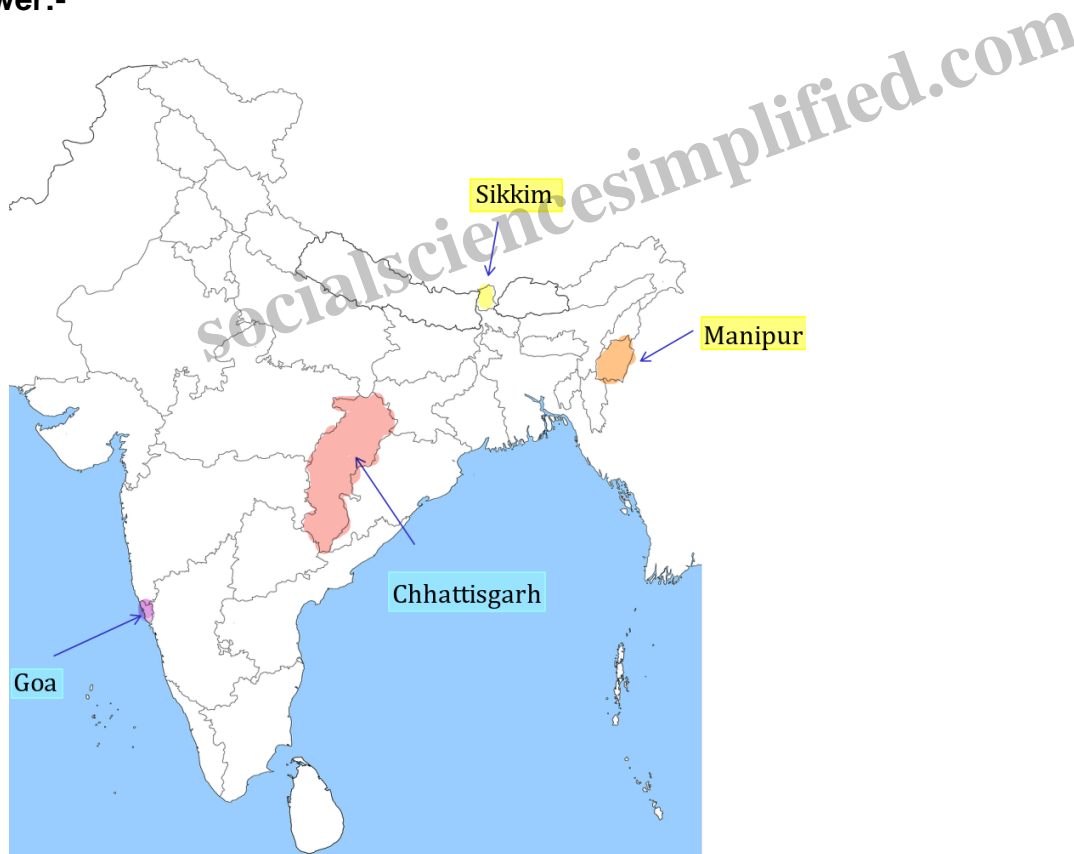 wer:-
socialsciencesimplified.com
Sikkim
Manipur
Chhattisgarh
Goa